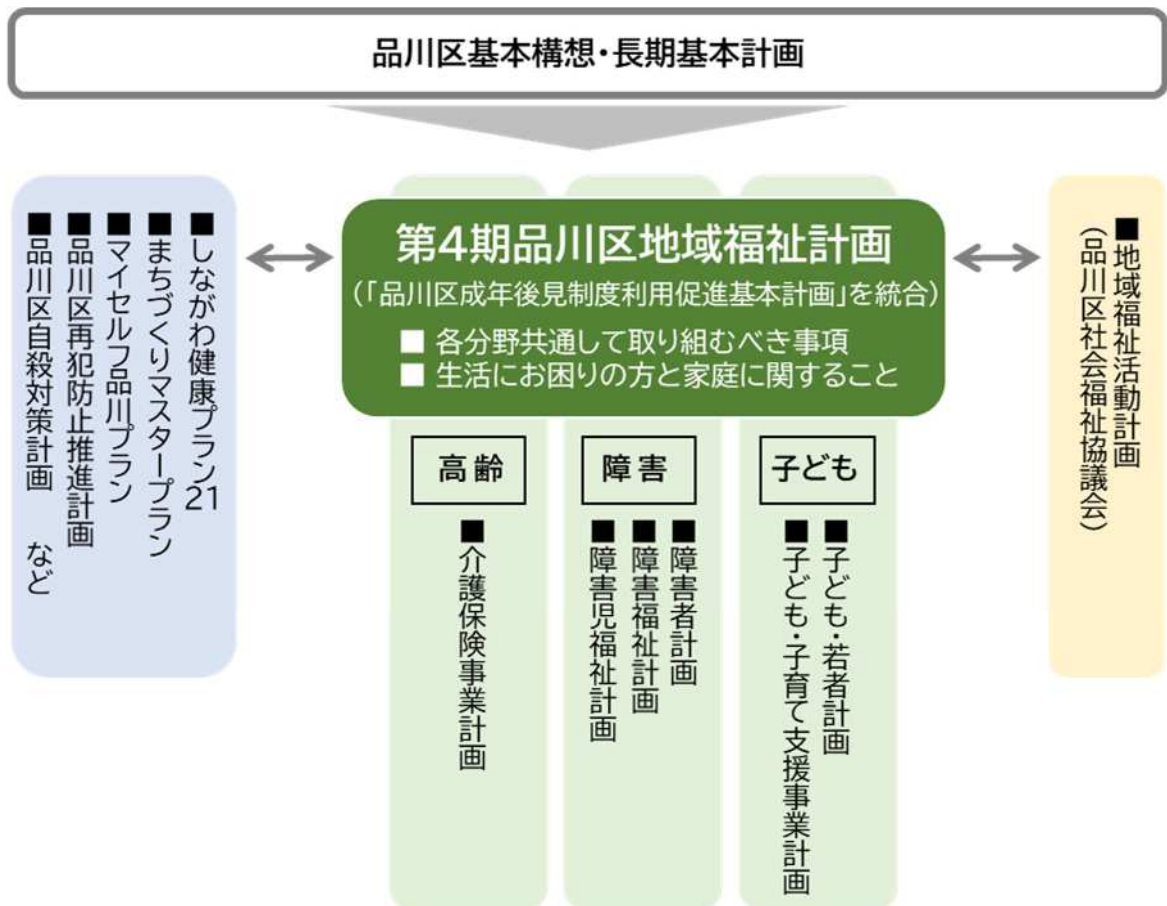 品川区基本構想・長期基本計画
第4期品川区地域福祉計画
(「品川区成年後見制度利用促進基本計画」を統合)
■ 各分野共通して取り組むべき事項
■ 生活にお困りの方と家庭に関すること
■しながわ健康プラン21
■まちづくりマスタープラン
■マイセルフ品川プラン
■品川区再犯防止推進計画
■品川区自殺対策計画 など
高齢
■介護保険事業計画
障害
■障害者計画
■障害福祉計画
■障害児福祉計画
子ども
■子ども・若者計画
■子ども・子育て支援事業計画
■地域福祉活動計画
(品川区社会福祉協議会)